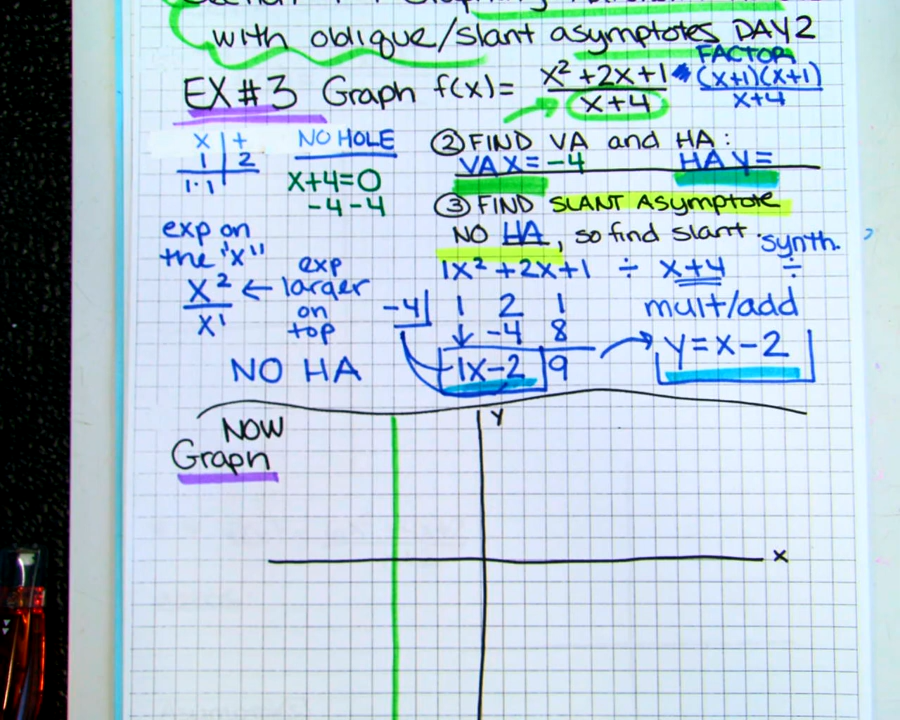 with oblique/slant asymptotes DAY 2
FACTOR
EX #3 Graph f(x) = x² + 2x + 1 (x+1)(x+1)
x+4 x+4
x | +
1 | 2
1·1
NO HOLE
x+4=0
-4 -4
② FIND VA and HA:
VA X = -4 HA Y =
③ FIND SLANT Asymptote
NO HA, so find slant.
synth.
÷
1x² + 2x + 1 ÷ x+4
exp on
the "x"
x² ← exp larger on top
x¹
NO HA
-4 | 1 2 1
↓ -4 8
1x-2 | 9
mult/add
→ y = x - 2
NOW
Graph
Y
x